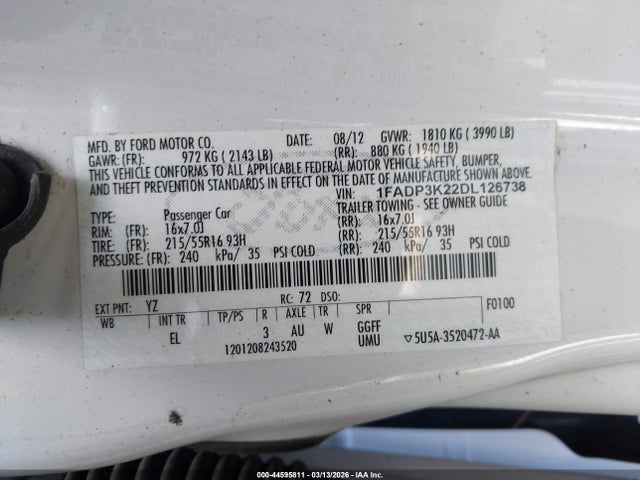 MFD. BY FORD MOTOR CO. DATE: 08/12 GVWR: 1810 KG ( 3990 LB)
GAWR: (FR): 972 KG ( 2143 LB) (RR): 880 KG ( 1940 LB)
THIS VEHICLE CONFORMS TO ALL APPLICABLE FEDERAL MOTOR VEHICLE SAFETY, BUMPER,
AND THEFT PREVENTION STANDARDS IN EFFECT ON THE DATE OF MANUFACTURE SHOWN ABOVE.
VIN: 1FADP3K22DL126738
TYPE: Passenger Car TRAILER TOWING - SEE OWNER GUIDE
RIM: (FR): 16x7.0J (RR): 16x7.0J
TIRE: (FR): 215/55R16 93H (RR): 215/55R16 93H
PRESSURE: (FR): 240 kPa/ 35 PSI COLD (RR): 240 kPa/ 35 PSI COLD
EXT PNT: YZ RC: 72 DSO: F0100
WB INT TR TP/PS R AXLE TR SPR
EL 3 AU W GGFF
UMU
1201208243520 ▽5U5A-3520472-AA
000-44595811 - 03/13/2026 - IAA Inc.